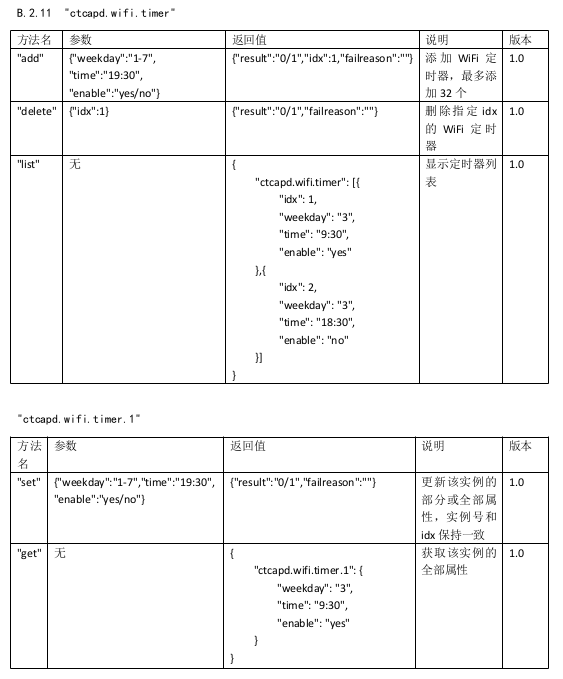 B.2.11 "ctcapd.wifi.timer"
方法名 参数 返回值 说明 版本
"add" {"weekday":"1-7", {"result":"0/1","idx":1,"failreason":""} 添加 WiFi 定 1.0
"time":"19:30", 时器，最多添
"enable":"yes/no"} 加 32 个
"delete" {"idx":1} {"result":"0/1","failreason":""} 删除指定 idx 1.0
的 WiFi 定时
器
"list" 无 { 显示定时器列 1.0
"ctcapd.wifi.timer": [{ 表
"idx": 1,
"weekday": "3",
"time": "9:30",
"enable": "yes"
},{
"idx": 2,
"weekday": "3",
"time": "18:30",
"enable": "no"
}]
}
"ctcapd.wifi.timer.1"
方法 参数 返回值 说明 版本
名
"set" {"weekday":"1-7","time":"19:30", {"result":"0/1","failreason":""} 更新该实例的 1.0
"enable":"yes/no"} 部分或全部属
性，实例号和
idx 保持一致
"get" 无 { 获取该实例的 1.0
"ctcapd.wifi.timer.1": { 全部属性
"weekday": "3",
"time": "9:30",
"enable": "yes"
}
}